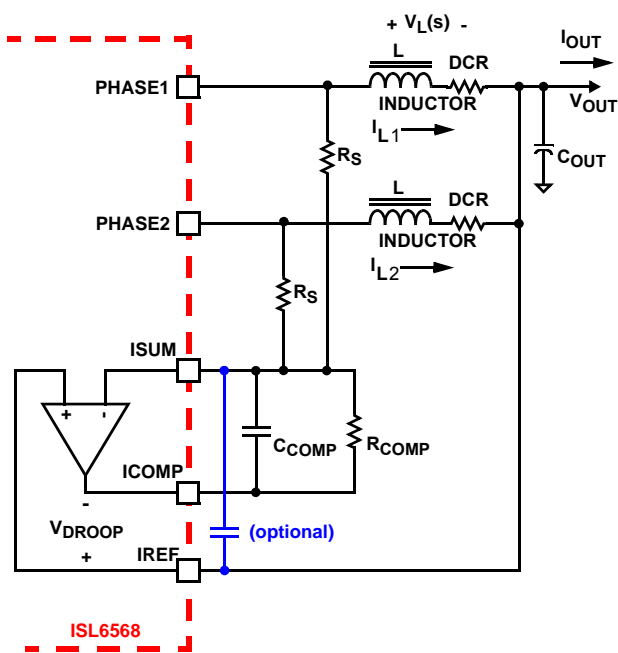 + VL(s) -
L
DCR
IOUT
PHASE1
INDUCTOR
VOUT
IL1
COUT
RS
L
DCR
PHASE2
INDUCTOR
IL2
RS
ISUM
+ -
CCOMP
RCOMP
ICOMP
-
VDROOP
(optional)
+
IREF
ISL6568